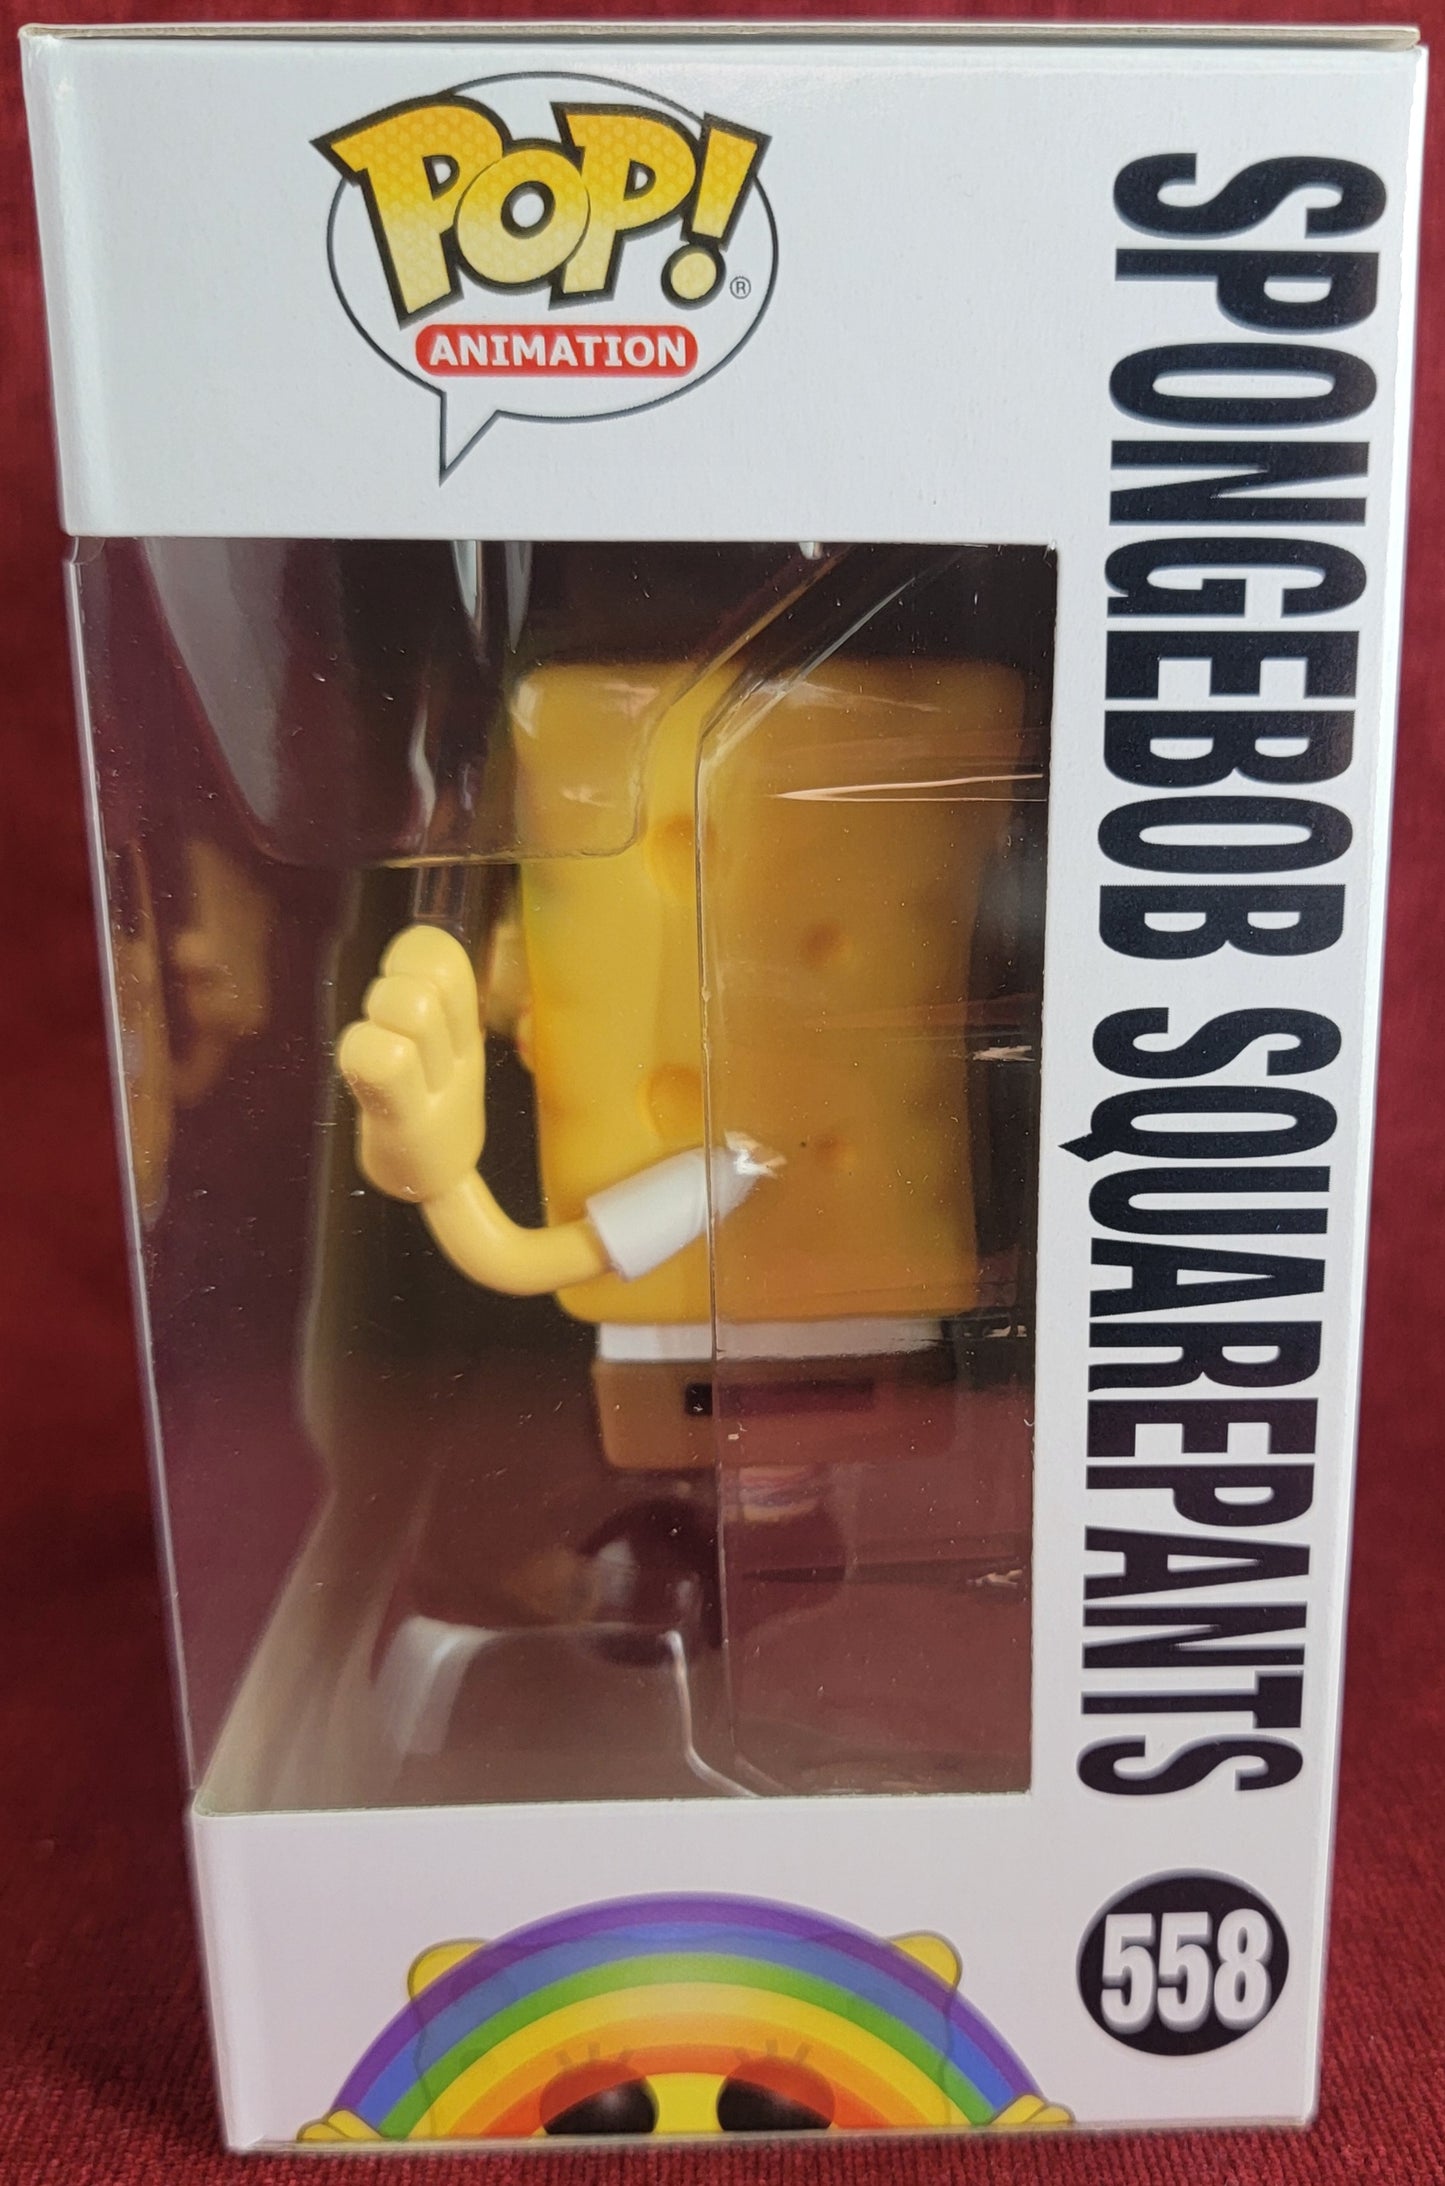 POP!
®
ANIMATION
SPONGEBOB SQUAREPANTS
558